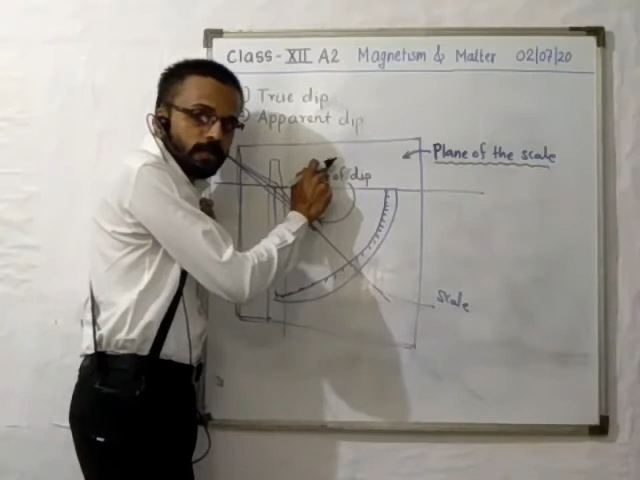 Class - XII A2 Magnetism & Matter 02/07/20
) True dip
) Apparent dip
Plane of the scale
of dip
Scale